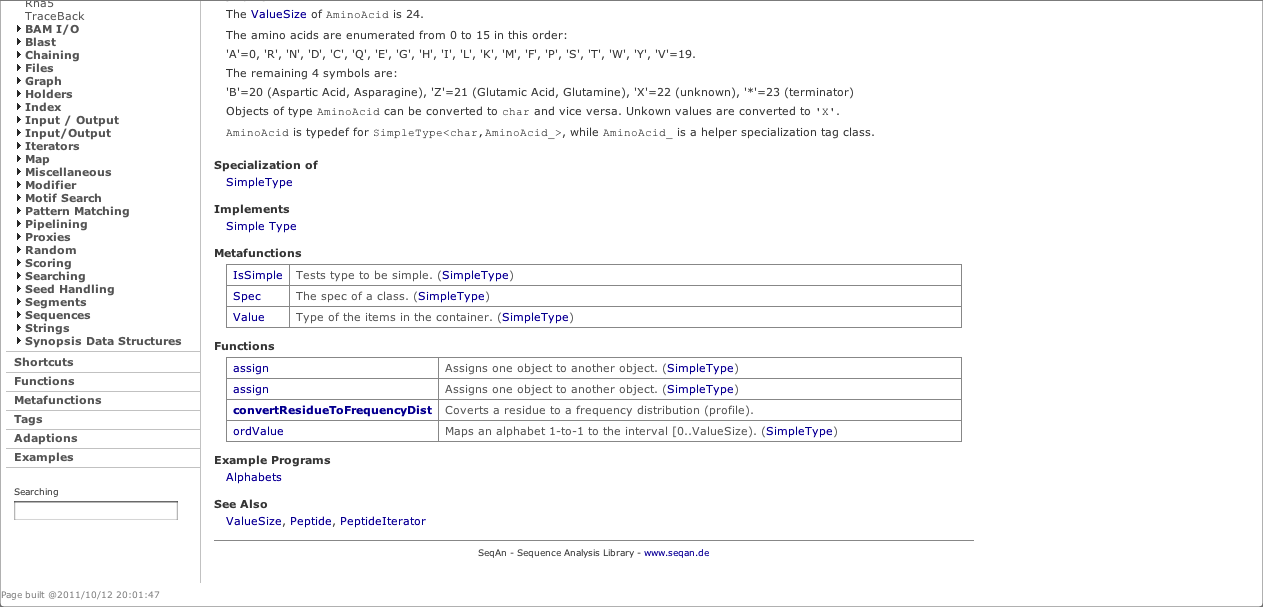 Rna5
TraceBack
BAM I/O
Blast
Chaining
Files
Graph
Holders
Index
Input / Output
Input/Output
Iterators
Map
Miscellaneous
Modifier
Motif Search
Pattern Matching
Pipelining
Proxies
Random
Scoring
Searching
Seed Handling
Segments
Sequences
Strings
Synopsis Data Structures
Shortcuts
Functions
Metafunctions
Tags
Adaptions
Examples
Searching
The ValueSize of AminoAcid is 24.
The amino acids are enumerated from 0 to 15 in this order:
'A'=0, 'R', 'N', 'D', 'C', 'Q', 'E', 'G', 'H', 'I', 'L', 'K', 'M', 'F', 'P', 'S', 'T', 'W', 'Y', 'V'=19.
The remaining 4 symbols are:
'B'=20 (Aspartic Acid, Asparagine), 'Z'=21 (Glutamic Acid, Glutamine), 'X'=22 (unknown), '*'=23 (terminator)
Objects of type AminoAcid can be converted to char and vice versa. Unkown values are converted to 'X'.
AminoAcid is typedef for SimpleType<char,AminoAcid_>, while AminoAcid_ is a helper specialization tag class.
Specialization of
SimpleType
Implements
Simple Type
Metafunctions
IsSimple Tests type to be simple. (SimpleType)
Spec The spec of a class. (SimpleType)
Value Type of the items in the container. (SimpleType)
Functions
assign Assigns one object to another object. (SimpleType)
assign Assigns one object to another object. (SimpleType)
convertResidueToFrequencyDist Coverts a residue to a frequency distribution (profile).
ordValue Maps an alphabet 1-to-1 to the interval [0..ValueSize). (SimpleType)
Example Programs
Alphabets
See Also
ValueSize, Peptide, PeptideIterator
SeqAn - Sequence Analysis Library - www.seqan.de
Page built @2011/10/12 20:01:47